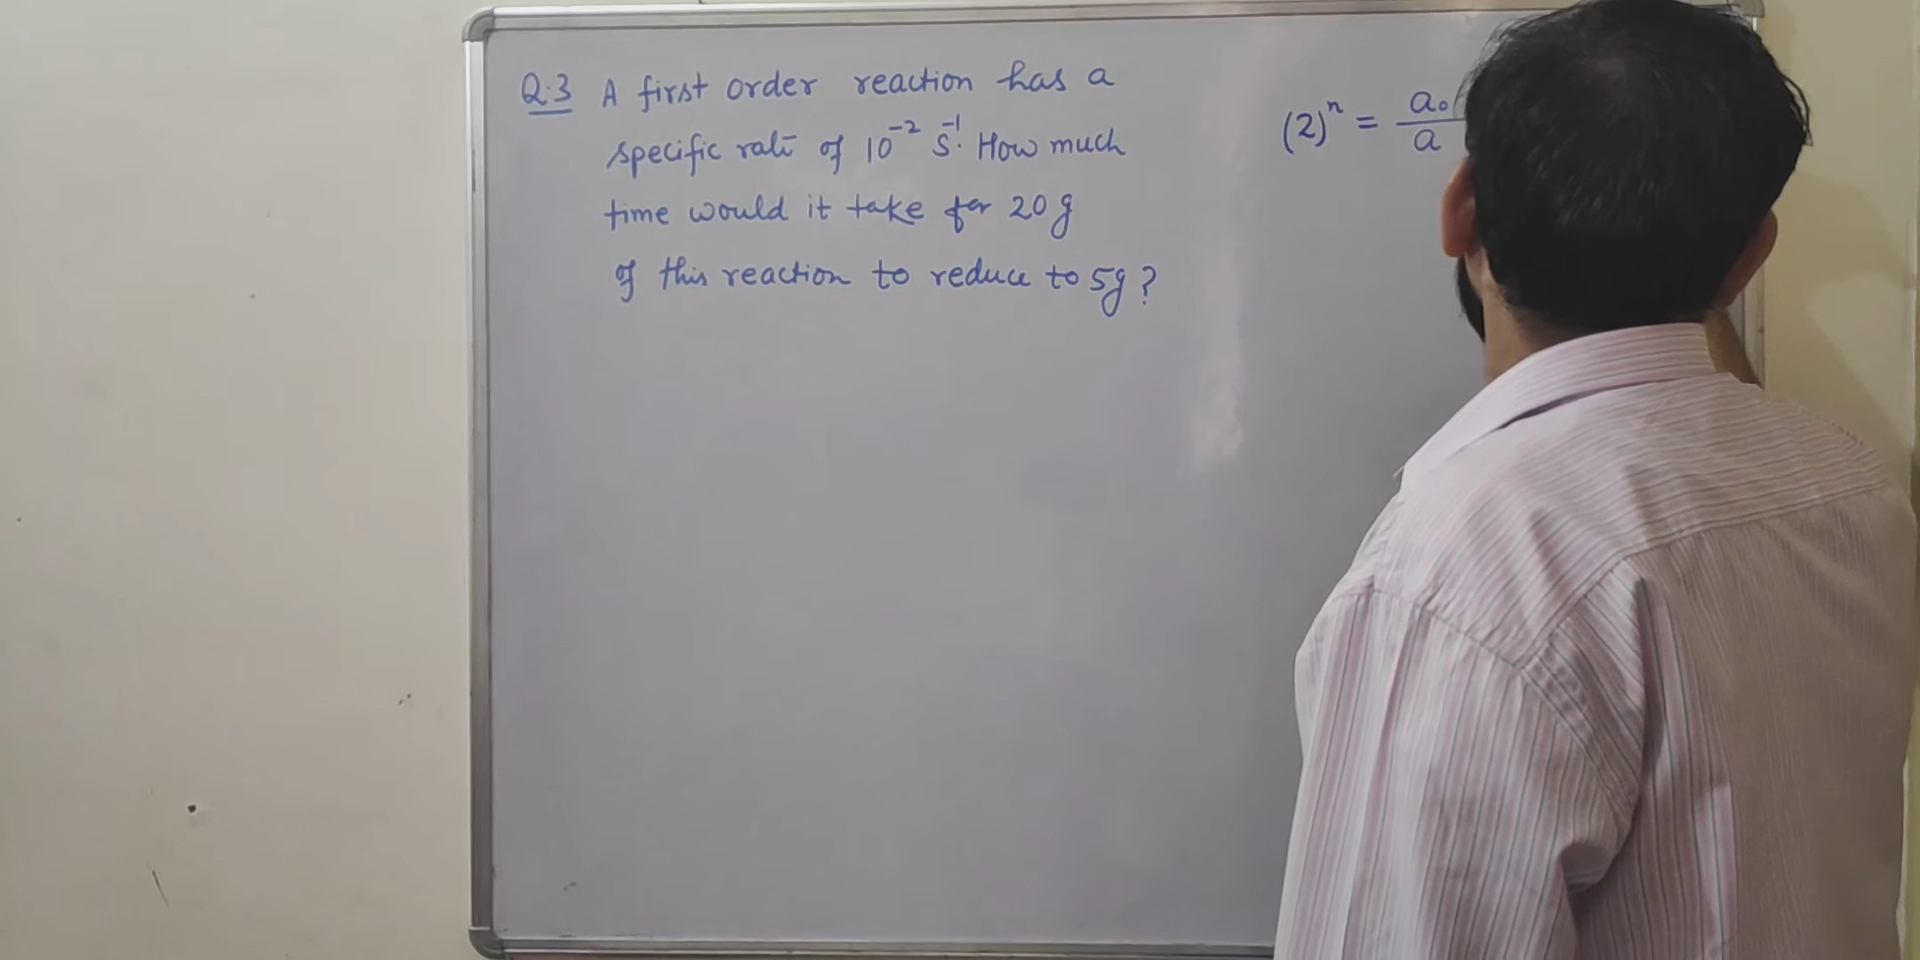 Q.3 A first order reaction has a
specific rate of 10⁻² S⁻¹. How much
time would it take for 20 g
of this reaction to reduce to 5g ?
(2)ⁿ = a₀/a